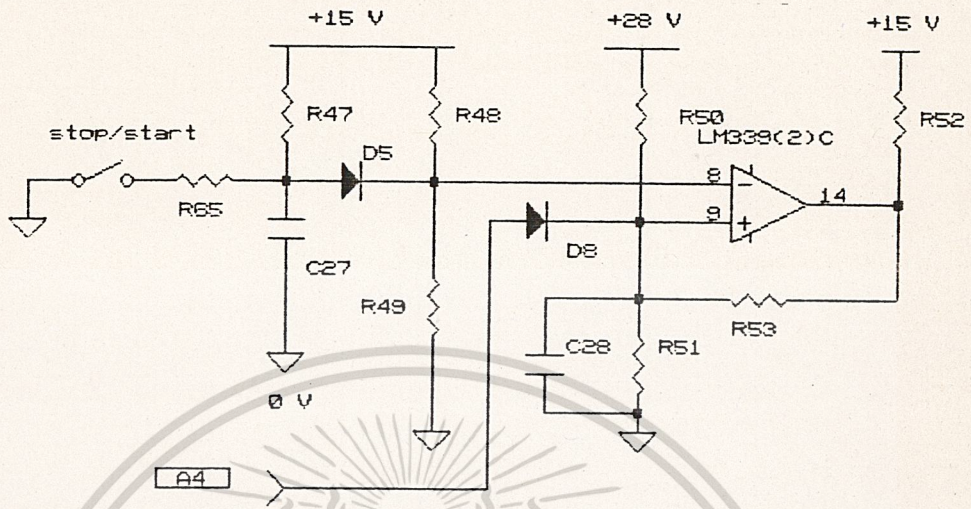 +15 V
+28 V
+15 V
R47
R48
R50
R52
LM339(2)C
stop/start
D5
8
-
14
R65
9
+
D8
C27
R49
R53
C28
R51
0 V
A4